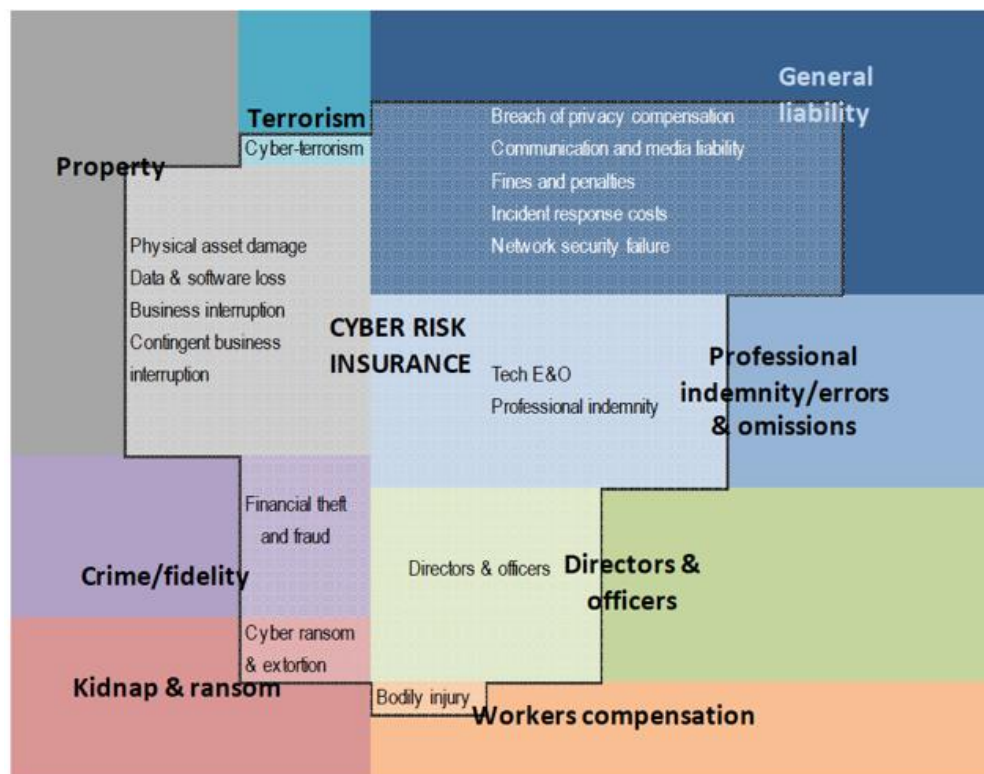 General
liability
Terrorism
Cyber-terrorism
Breach of privacy compensation
Communication and media liability
Fines and penalties
Incident response costs
Network security failure
Property
Physical asset damage
Data & software loss
Business interruption
Contingent business
interruption
CYBER RISK
INSURANCE
Tech E&O
Professional indemnity
Professional
indemnity/errors
& omissions
Financial theft
and fraud
Crime/fidelity
Directors & officers
Directors &
officers
Cyber ransom
& extortion
Kidnap & ransom
Bodily injury
Workers compensation